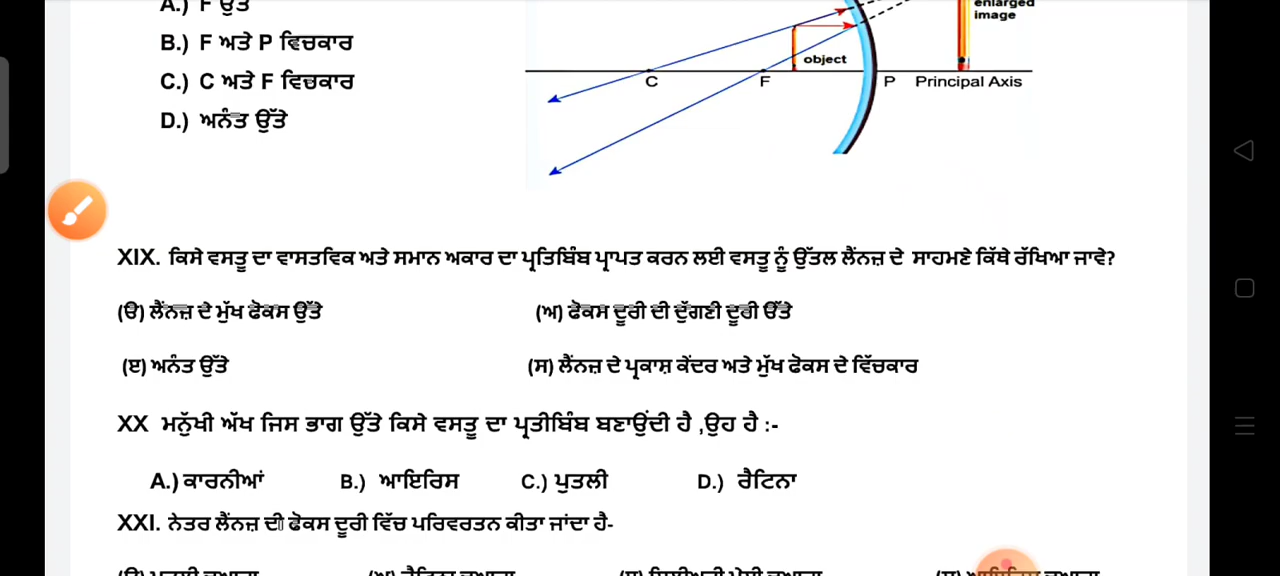 A.) F ਉੱਤੇ
B.) F ਅਤੇ P ਵਿਚਕਾਰ
C.) C ਅਤੇ F ਵਿਚਕਾਰ
D.) ਅਨੰਤ ਉੱਤੇ
enlarged
image
object
C F P Principal Axis
XIX. ਕਿਸੇ ਵਸਤੂ ਦਾ ਵਾਸਤਵਿਕ ਅਤੇ ਸਮਾਨ ਅਕਾਰ ਦਾ ਪ੍ਰਤਿਬਿੰਬ ਪ੍ਰਾਪਤ ਕਰਨ ਲਈ ਵਸਤੂ ਨੂੰ ਉੱਤਲ ਲੈਂਨਜ਼ ਦੇ ਸਾਹਮਣੇ ਕਿੱਥੇ ਰੱਖਿਆ ਜਾਵੇ?
(ੳ) ਲੈਂਨਜ਼ ਦੇ ਮੁੱਖ ਫੋਕਸ ਉੱਤੇ (ਅ) ਫੋਕਸ ਦੂਰੀ ਦੀ ਦੁੱਗਣੀ ਦੂਰੀ ਉੱਤੇ
(ੲ) ਅਨੰਤ ਉੱਤੇ (ਸ) ਲੈਂਨਜ਼ ਦੇ ਪ੍ਰਕਾਸ਼ ਕੇਂਦਰ ਅਤੇ ਮੁੱਖ ਫੋਕਸ ਦੇ ਵਿੱਚਕਾਰ
XX ਮਨੁੱਖੀ ਅੱਖ ਜਿਸ ਭਾਗ ਉੱਤੇ ਕਿਸੇ ਵਸਤੂ ਦਾ ਪ੍ਰਤੀਬਿੰਬ ਬਣਾਉਂਦੀ ਹੈ ,ਉਹ ਹੈ :-
A.) ਕਾਰਨੀਆਂ B.) ਆਇਰਿਸ C.) ਪੁਤਲੀ D.) ਰੈਟਿਨਾ
XXI. ਨੇਤਰ ਲੈਂਨਜ਼ ਦੀ ਫੋਕਸ ਦੂਰੀ ਵਿੱਚ ਪਰਿਵਰਤਨ ਕੀਤਾ ਜਾਂਦਾ ਹੈ-